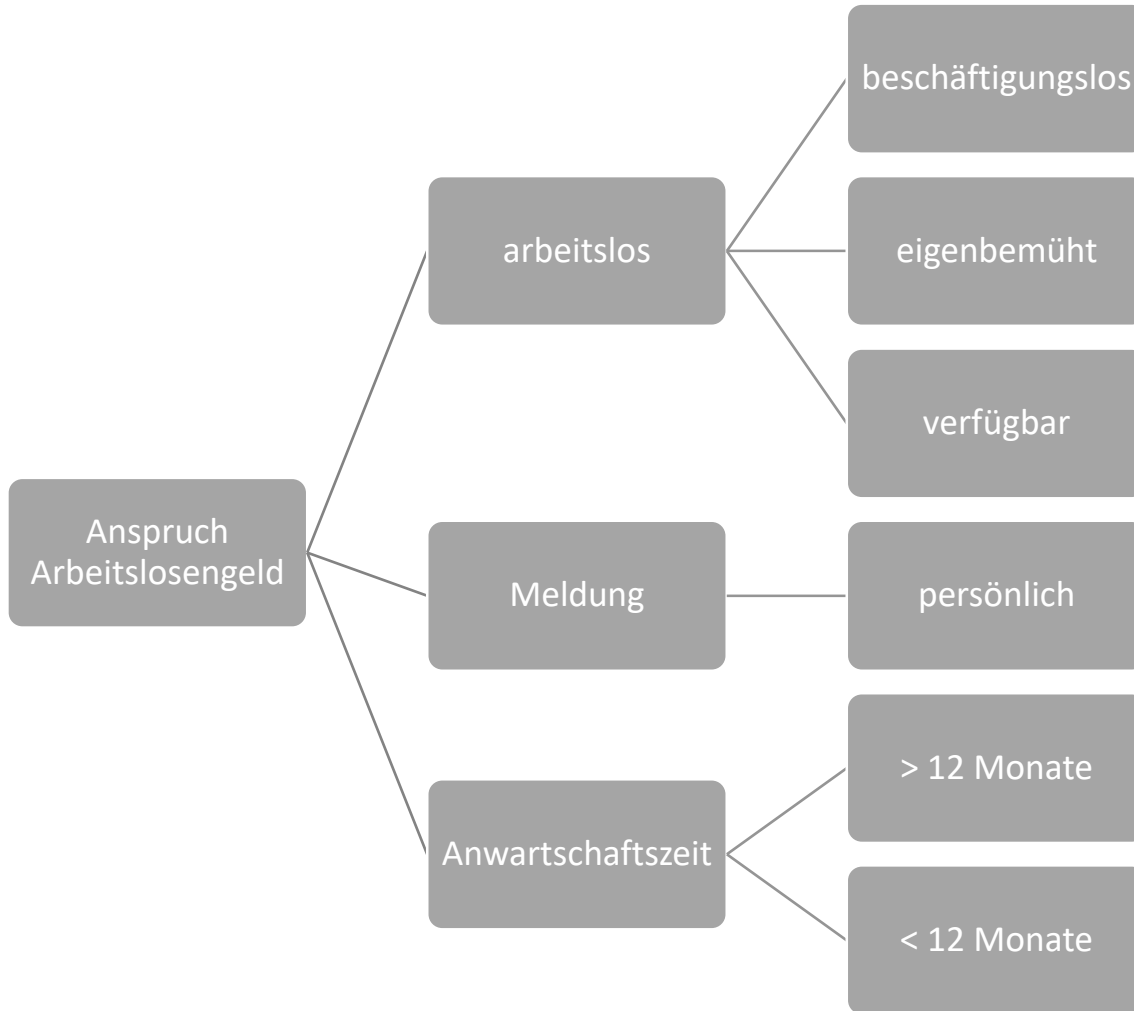 Anspruch
Arbeitslosengeld
arbeitslos
beschäftigungslos
eigenbemüht
verfügbar
Meldung
persönlich
Anwartschaftszeit
> 12 Monate
< 12 Monate